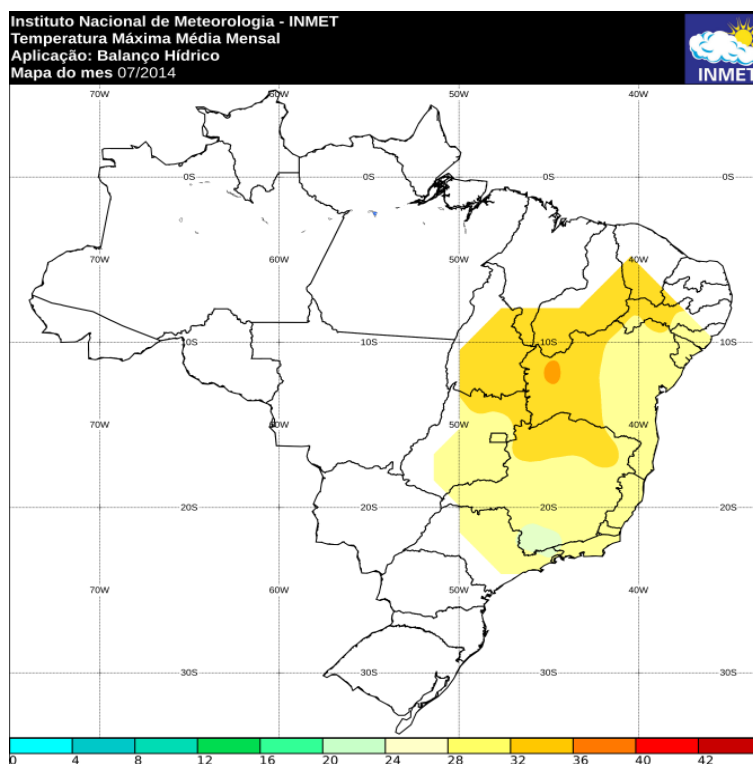 Instituto Nacional de Meteorologia - INMET
Temperatura Máxima Média Mensal
Aplicação: Balanço Hídrico
Mapa do mes 07/2014
INMET
70W 60W 50W 40W
0S 0S 0S 0S
70W 60W 50W 40W
10S 10S 10S 10S
70W 60W 50W 40W
20S 20S 20S 20S
70W 60W 50W 40W
30S 30S 30S 30S
0 4 8 12 16 20 24 28 32 36 40 42